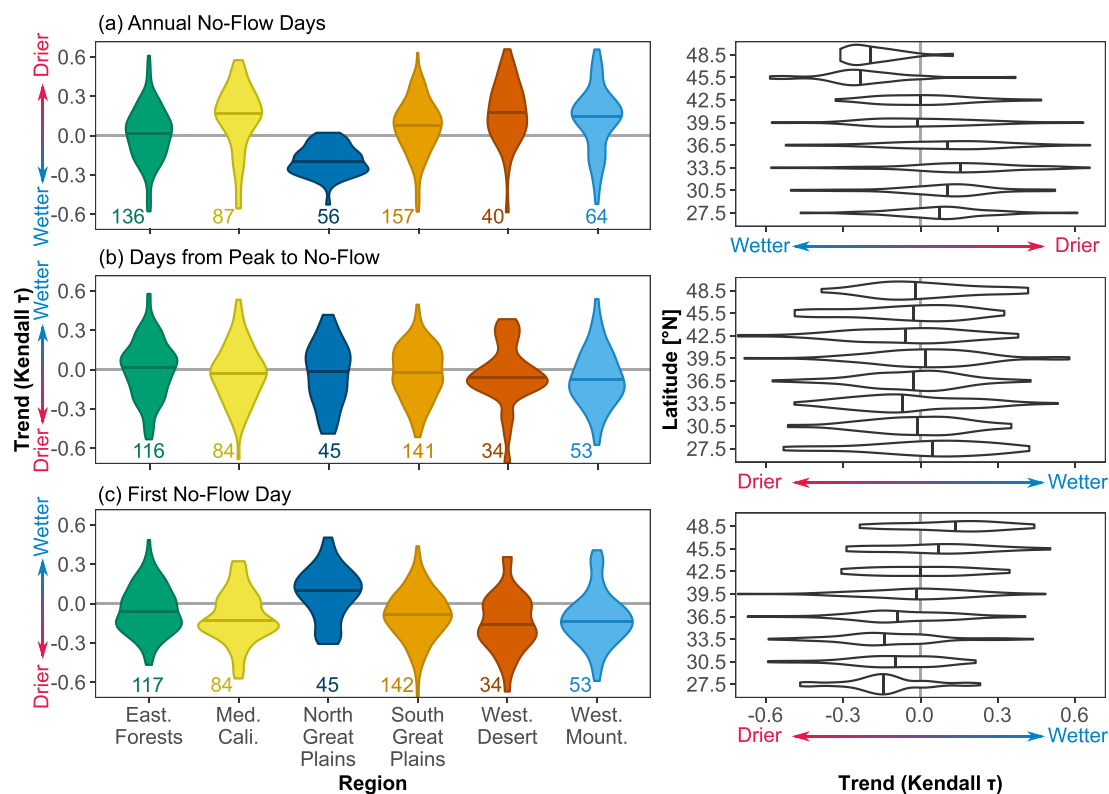 (a) Annual No-Flow Days
Wetter Drier
0.6
0.3
0.0
-0.3
-0.6
136 87 56 157 40 64
48.5
45.5
42.5
39.5
36.5
33.5
30.5
27.5
Wetter Drier
(b) Days from Peak to No-Flow
Drier Wetter
Trend (Kendall τ)
0.6
0.3
0.0
-0.3
-0.6
116 84 45 141 34 53
Latitude [°N]
48.5
45.5
42.5
39.5
36.5
33.5
30.5
27.5
Drier Wetter
(c) First No-Flow Day
Drier Wetter
0.6
0.3
0.0
-0.3
-0.6
117 84 45 142 34 53
East. Forests
Med. Cali.
North Great Plains
South Great Plains
West. Desert
West. Mount.
Region
48.5
45.5
42.5
39.5
36.5
33.5
30.5
27.5
-0.6 -0.3 0.0 0.3 0.6
Drier Wetter
Trend (Kendall τ)